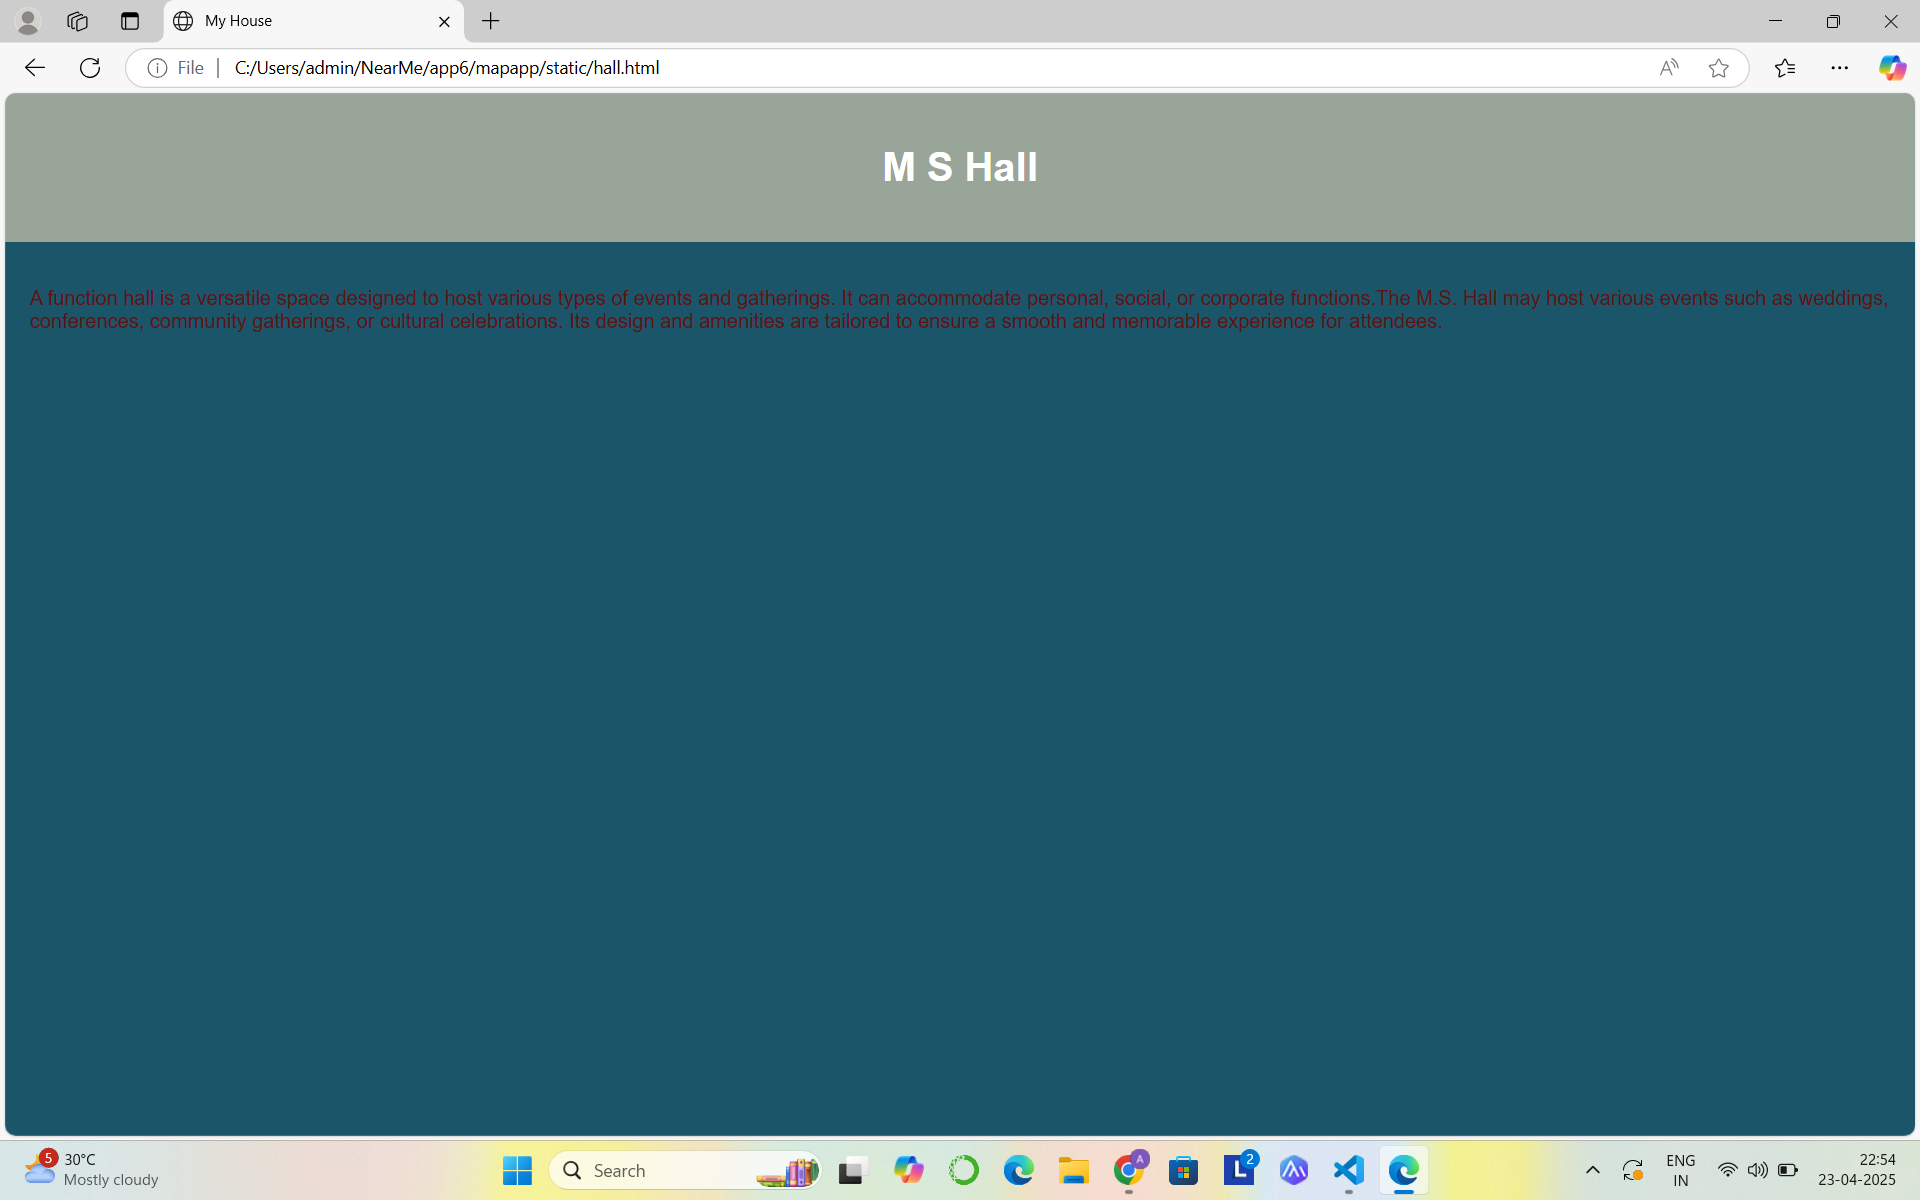 My House
File
C:/Users/admin/NearMe/app6/mapapp/static/hall.html
M S Hall
A function hall is a versatile space designed to host various types of events and gatherings. It can accommodate personal, social, or corporate functions.The M.S. Hall may host various events such as weddings,
conferences, community gatherings, or cultural celebrations. Its design and amenities are tailored to ensure a smooth and memorable experience for attendees.
5
30°C
Mostly cloudy
Search
A
L
2
ENG
IN
22:54
23-04-2025